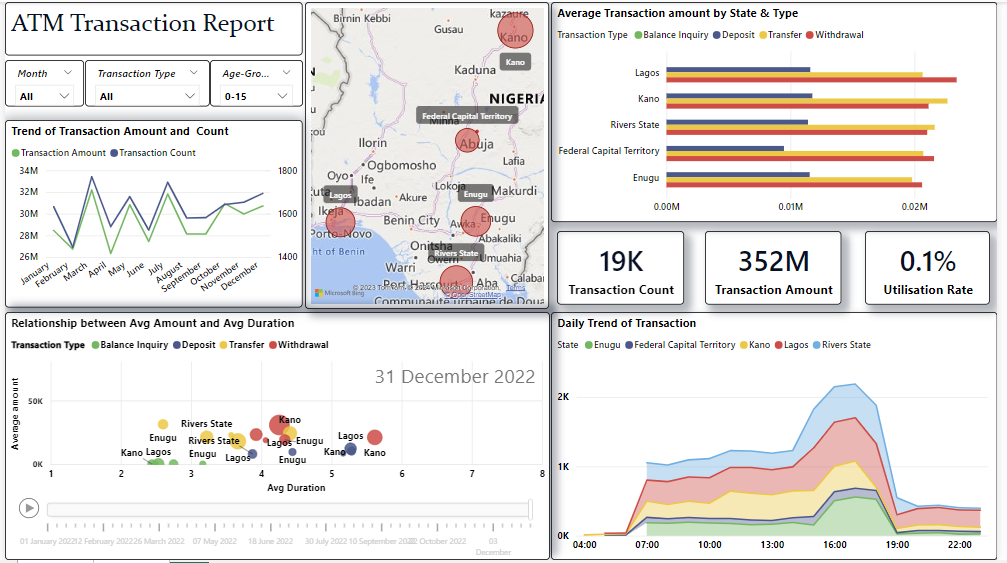 ATM Transaction Report
Month
All
Transaction Type
All
Age-Gro...
0-15
Trend of Transaction Amount and Count
Transaction Amount Transaction Count
34M
32M
30M
28M
26M
1800
1600
1400
January
February
March
April
May
June
July
August
September
October
November
December
Birnin Kebbi
kazaure
Gusau
Kano
Kano
Kaduna
NIGERI
Federal Capital Territory
Minna
Abuja
Ilorin
Lafia
Ogbomosho
Oyo
Ife
Lokoja
Makurdi
Lagos
Ibadan
Akure
Enugu
Ikeja
Benin City
Awka
Enugu
Porto-Novo
Abakaliki
ht of Benin
Onitsha
Rivers State
Owerri
Umuahia
Warri
Aba
Calabar
Port Harcourt
Microsoft Bing
© 2023 TomTom, © 2023 Microsoft Corporation, Terms
© OpenStreetMap
Communauté urbaine de Doua
Average Transaction amount by State & Type
Transaction Type Balance Inquiry Deposit Transfer Withdrawal
Lagos
Kano
Rivers State
Federal Capital Territory
Enugu
0.00M 0.01M 0.02M
19K
Transaction Count
352M
Transaction Amount
0.1%
Utilisation Rate
Relationship between Avg Amount and Avg Duration
Transaction Type Balance Inquiry Deposit Transfer Withdrawal
31 December 2022
Average amount
50K
0K
Kano
Rivers State
Enugu
Rivers State
Lagos
Enugu
Lagos
Kano
Lagos
Enugu
Lagos
Enugu
Kano
Kano
1 2 3 4 5 6 7 8
Avg Duration
01 January 2022
12 February 2022
26 March 2022
07 May 2022
18 June 2022
30 July 2022
10 September 2022
22 October 2022
03
December
Daily Trend of Transaction
State Enugu Federal Capital Territory Kano Lagos Rivers State
2K
1K
0K
04:00 07:00 10:00 13:00 16:00 19:00 22:00